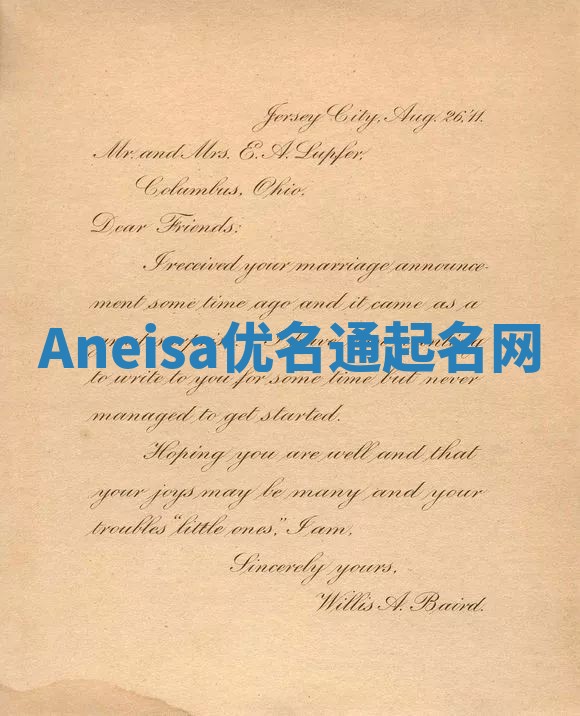 Jersey City, Aug. 26,'11.
Mr. and Mrs. E. A. Lupfer,
Columbus, Ohio.
Dear Friends:
I received your marriage announce-
ment some time ago and it came as a
Aneisa优名通起名网
to write to you for some time but never
managed to get started.
Hoping you are well and that
your joys may be many and your
troubles "little ones," I am,
Sincerely yours,
Willis A. Baird.